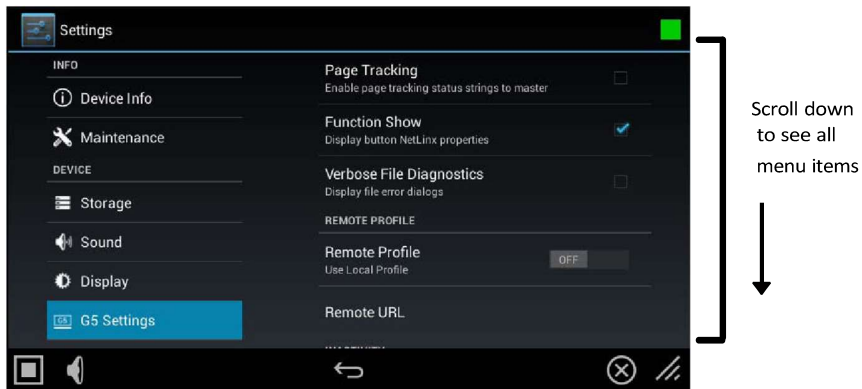 Settings
INFO
Device Info
Maintenance
DEVICE
Storage
Sound
Display
G5 G5 Settings
Page Tracking
Enable page tracking status strings to master
Function Show
Display button NetLinx properties
Verbose File Diagnostics
Display file error dialogs
REMOTE PROFILE
Remote Profile
OFF
Use Local Profile
Remote URL
Scroll down
to see all
menu items